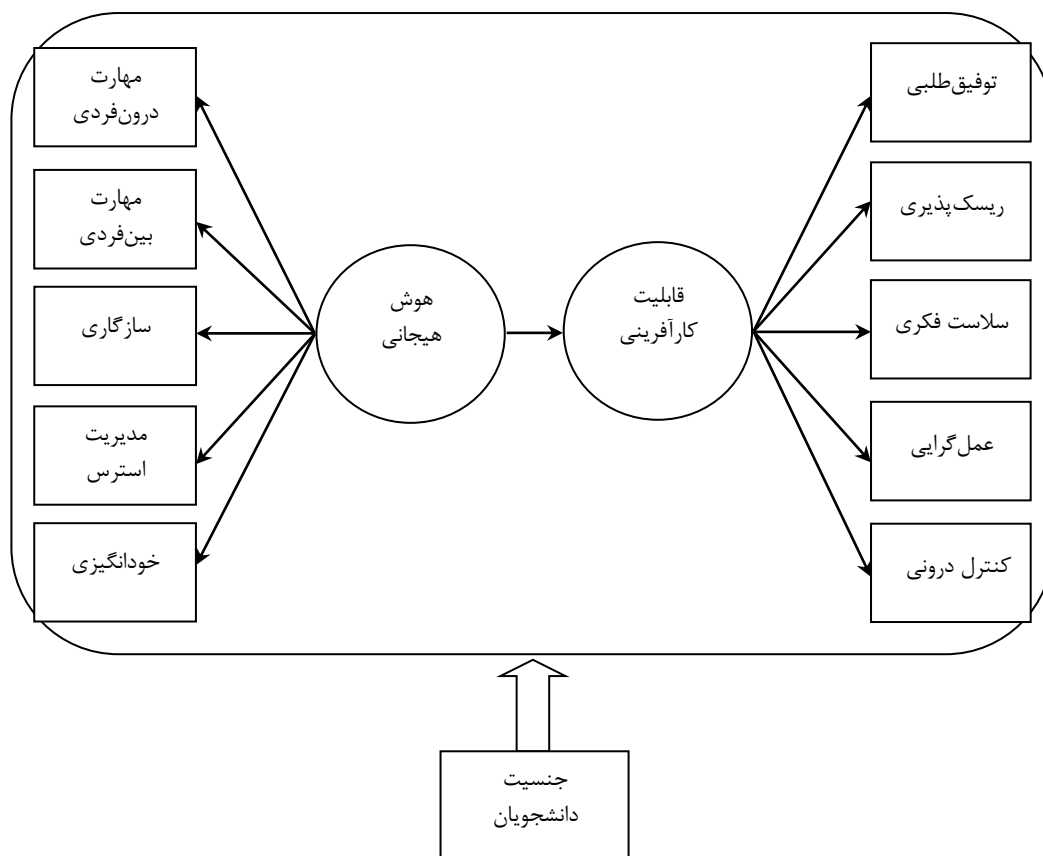 توفیق‌طلبی
ریسک‌پذیری
سلاست فکری
عمل‌گرایی
کنترل درونی
قابلیت
کارآفرینی
هوش
هیجانی
مهارت
درون‌فردی
مهارت
بین‌فردی
سازگاری
مدیریت
استرس
خودانگیزی
جنسیت
دانشجویان